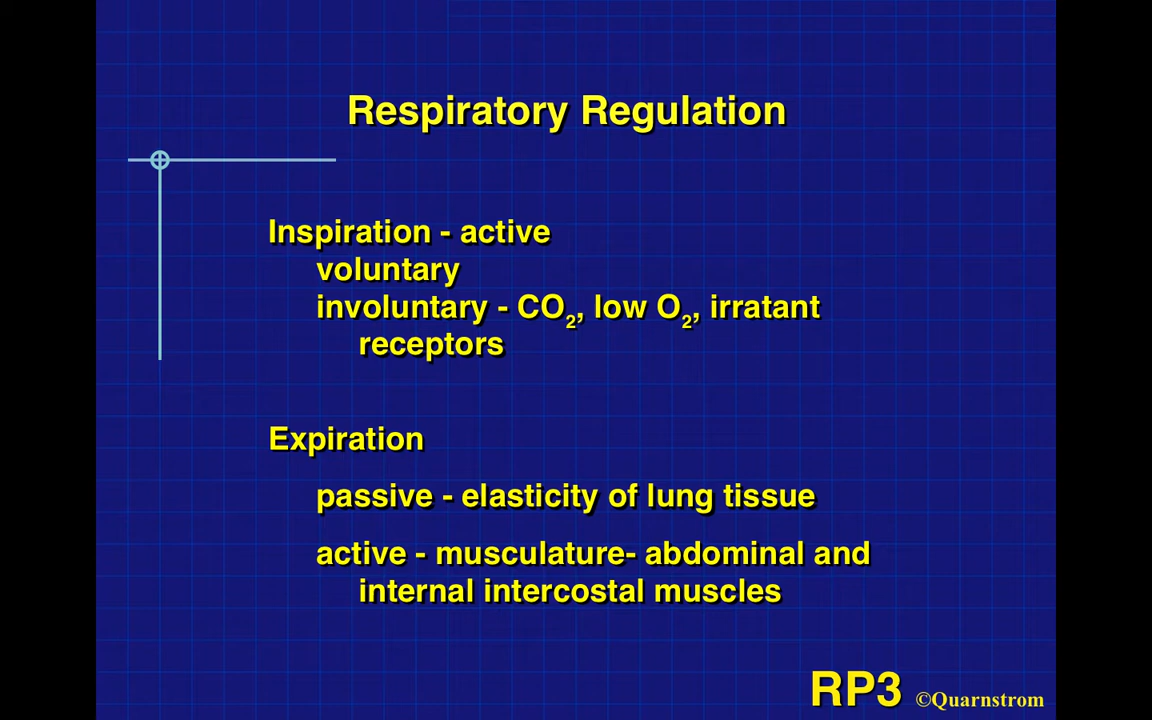 Respiratory Regulation
Inspiration - active
voluntary
involuntary - CO₂, low O₂, irratant
receptors
Expiration
passive - elasticity of lung tissue
active - musculature- abdominal and
internal intercostal muscles
RP3 ©Quarnstrom